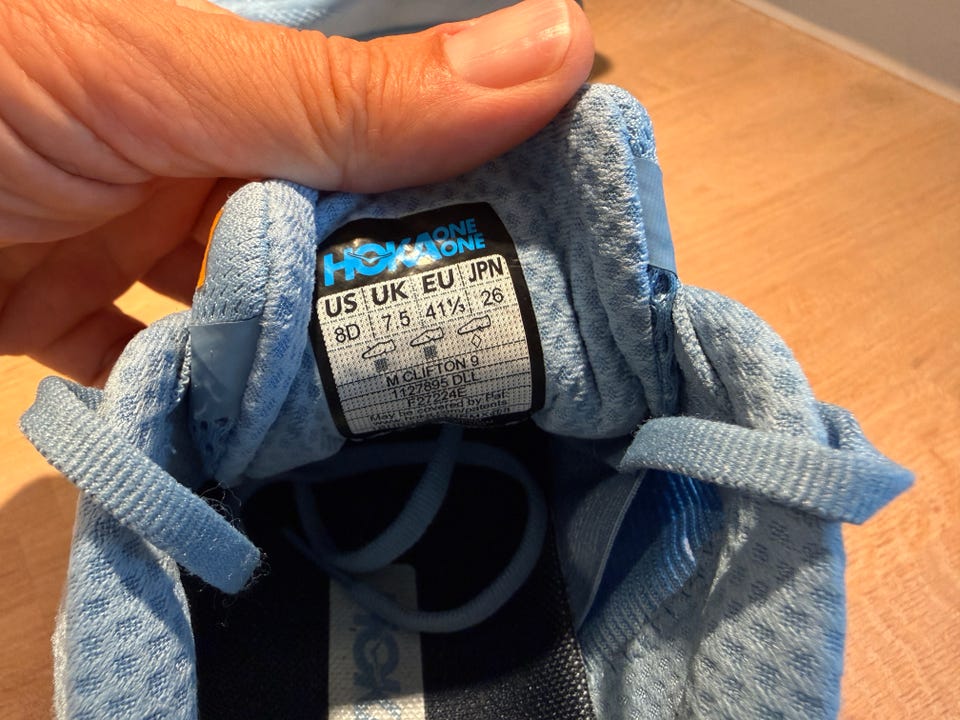 HOKA ONE ONE
US UK EU JPN
8D 7.5 41⅓ 26
M CLIFTON 9
1127895 DLL
F27224E
May be covered by Pat.
HOK